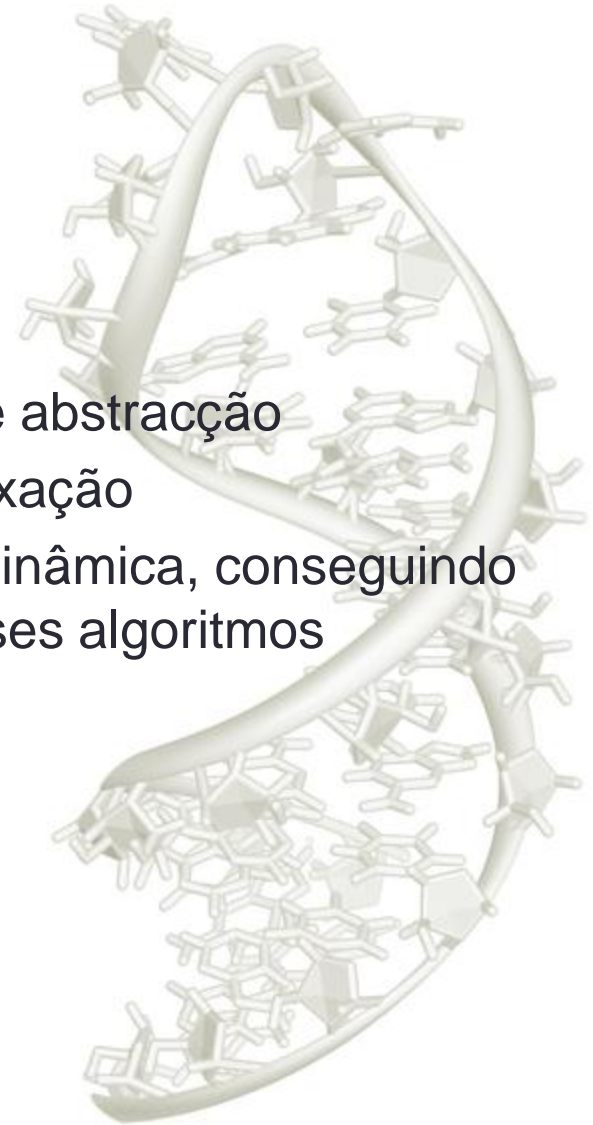 e abstracção
xação
inâmica, conseguindo
ses algoritmos